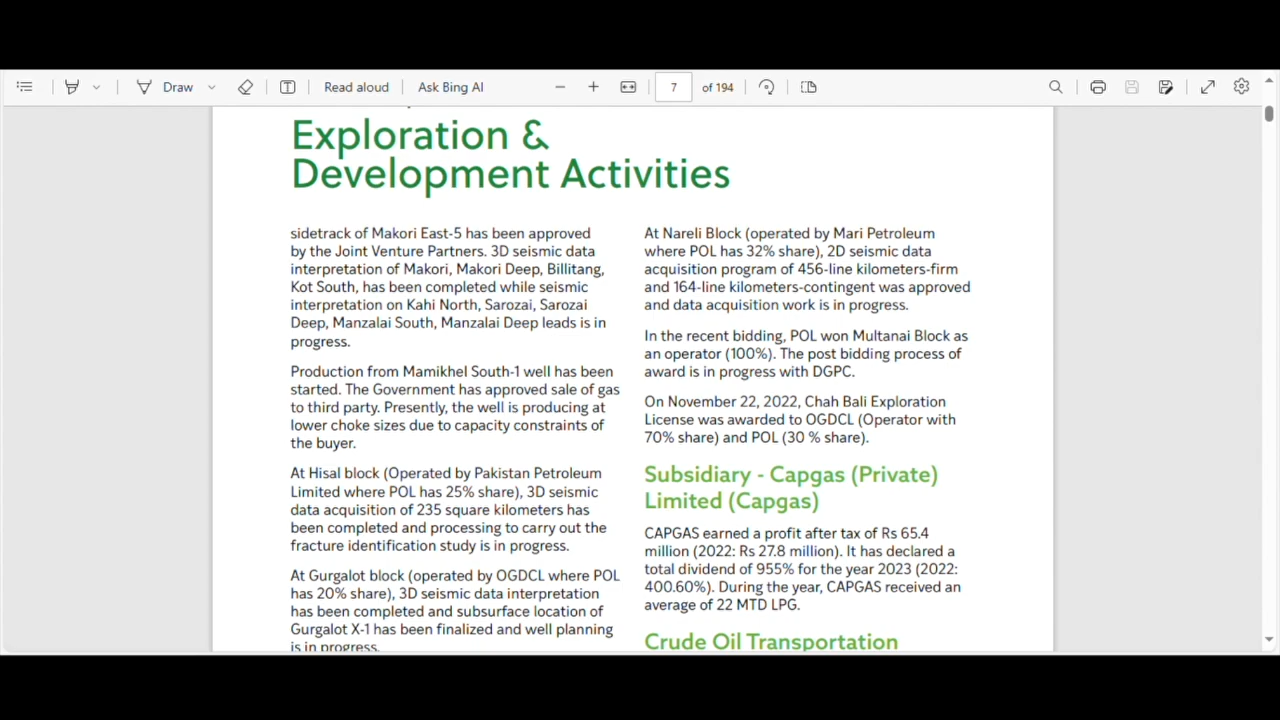 Draw
Read aloud
Ask Bing AI
7
of 194
Exploration &
Development Activities
sidetrack of Makori East-5 has been approved
by the Joint Venture Partners. 3D seismic data
interpretation of Makori, Makori Deep, Billitang,
Kot South, has been completed while seismic
interpretation on Kahi North, Sarozai, Sarozai
Deep, Manzalai South, Manzalai Deep leads is in
progress.
Production from Mamikhel South-1 well has been
started. The Government has approved sale of gas
to third party. Presently, the well is producing at
lower choke sizes due to capacity constraints of
the buyer.
At Hisal block (Operated by Pakistan Petroleum
Limited where POL has 25% share), 3D seismic
data acquisition of 235 square kilometers has
been completed and processing to carry out the
fracture identification study is in progress.
At Gurgalot block (operated by OGDCL where POL
has 20% share), 3D seismic data interpretation
has been completed and subsurface location of
Gurgalot X-1 has been finalized and well planning
is in progress.
At Nareli Block (operated by Mari Petroleum
where POL has 32% share), 2D seismic data
acquisition program of 456-line kilometers-firm
and 164-line kilometers-contingent was approved
and data acquisition work is in progress.
In the recent bidding, POL won Multanai Block as
an operator (100%). The post bidding process of
award is in progress with DGPC.
On November 22, 2022, Chah Bali Exploration
License was awarded to OGDCL (Operator with
70% share) and POL (30 % share).
Subsidiary - Capgas (Private)
Limited (Capgas)
CAPGAS earned a profit after tax of Rs 65.4
million (2022: Rs 27.8 million). It has declared a
total dividend of 955% for the year 2023 (2022:
400.60%). During the year, CAPGAS received an
average of 22 MTD LPG.
Crude Oil Transportation